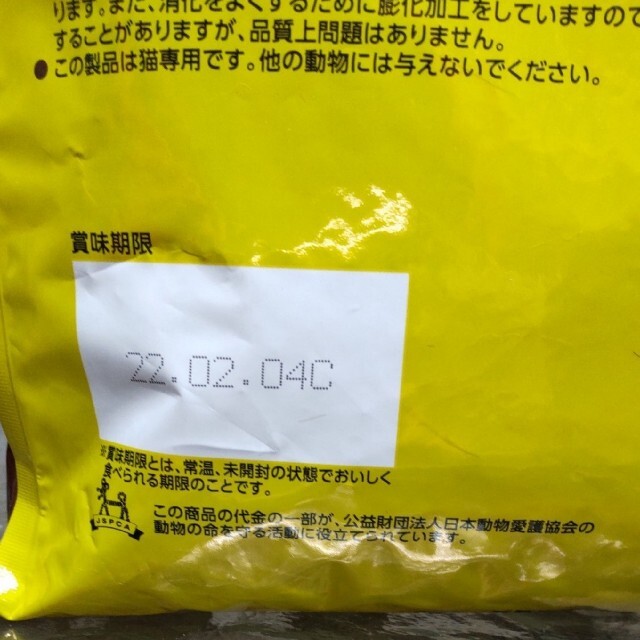 ります。また、消化をよくするために膨化加工をしていますので
することがありますが、品質上問題はありません。
●この製品は猫専用です。他の動物には与えないでください。
賞味期限
22.02.04C
※賞味期限とは、常温、未開封の状態でおいしく
食べられる期限のことです。
JSPCA
この商品の代金の一部が、公益財団法人日本動物愛護協会の
動物の命を守る活動に役立てられています。